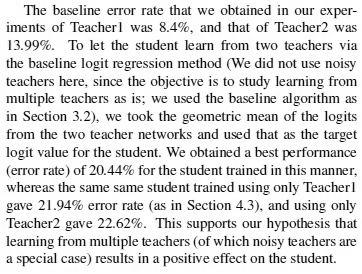 The baseline error rate that we obtained in our exper-
iments of Teacher1 was 8.4%, and that of Teacher2 was
13.99%. To let the student learn from two teachers via
the baseline logit regression method (We did not use noisy
teachers here, since the objective is to study learning from
multiple teachers as is; we used the baseline algorithm as
in Section 3.2), we took the geometric mean of the logits
from the two teacher networks and used that as the target
logit value for the student. We obtained a best performance
(error rate) of 20.44% for the student trained in this manner,
whereas the same same student trained using only Teacher1
gave 21.94% error rate (as in Section 4.3), and using only
Teacher2 gave 22.62%. This supports our hypothesis that
learning from multiple teachers (of which noisy teachers are
a special case) results in a positive effect on the student.